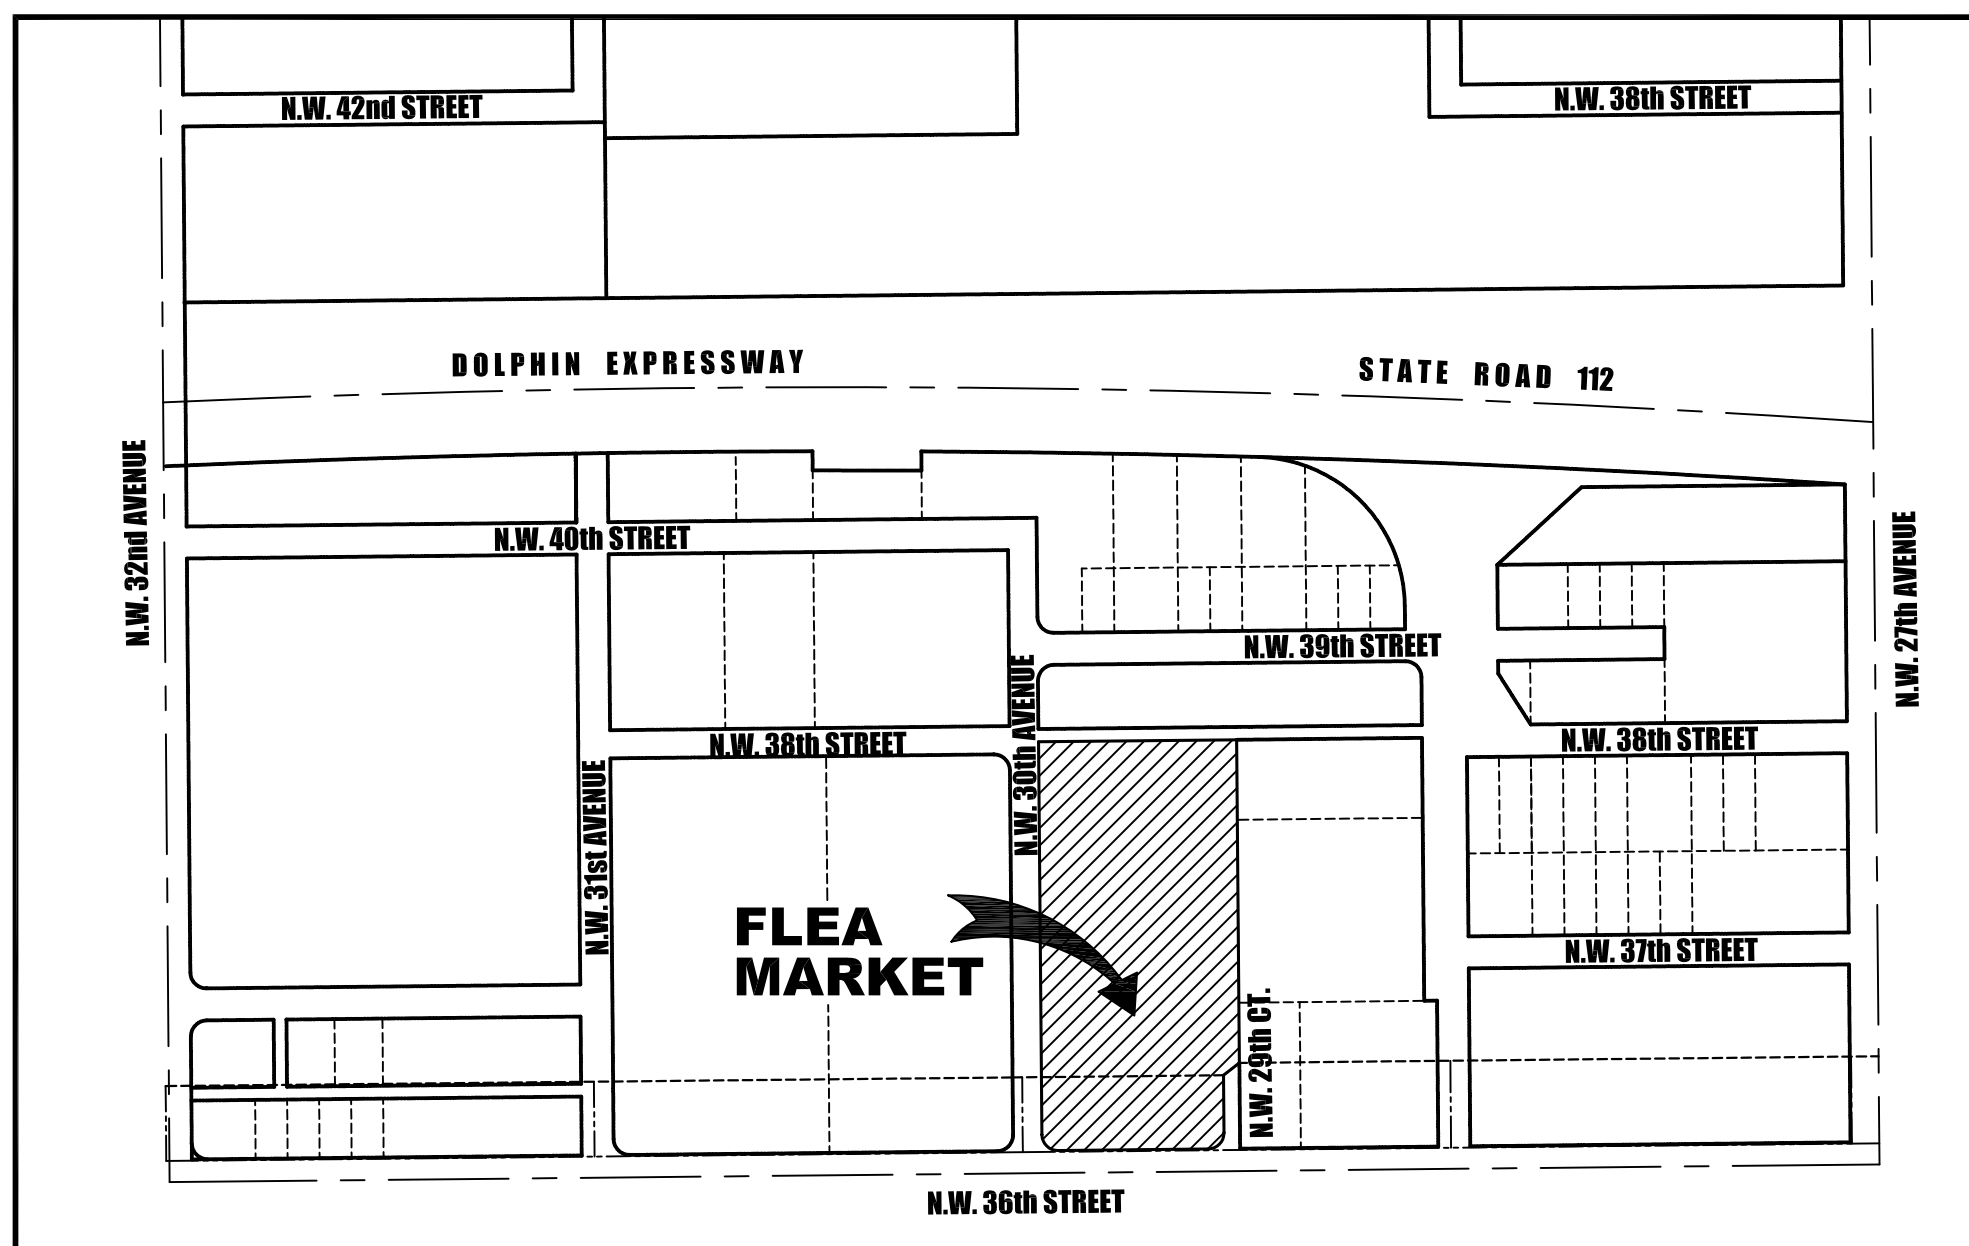 N.W. 42nd STREET
N.W. 38th STREET
DOLPHIN EXPRESSWAY
STATE ROAD 112
N.W. 32nd AVENUE
N.W. 40th STREET
N.W. 27th AVENUE
N.W. 39th STREET
N.W. 30th AVENUE
N.W. 38th STREET
N.W. 38th STREET
N.W. 31st AVENUE
FLEA
MARKET
N.W. 37th STREET
N.W. 29th CT.
N.W. 36th STREET